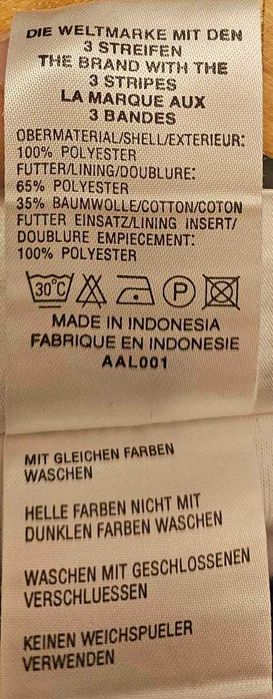 DIE WELTMARKE MIT DEN
3 STREIFEN
THE BRAND WITH THE
3 STRIPES
LA MARQUE AUX
3 BANDES
OBERMATERIAL/SHELL/EXTERIEUR:
100% POLYESTER
FUTTER/LINING/DOUBLURE:
65% POLYESTER
35% BAUMWOLLE/COTTON/COTON
FUTTER EINSATZ/LINING INSERT/
DOUBLURE EMPIECEMENT:
100% POLYESTER
30°C P
MADE IN INDONESIA
FABRIQUE EN INDONESIE
AAL001
MIT GLEICHEN FARBEN
WASCHEN
HELLE FARBEN NICHT MIT
DUNKLEN FARBEN WASCHEN
WASCHEN MIT GESCHLOSSENEN
VERSCHLUESSEN
KEINEN WEICHSPUELER
VERWENDEN